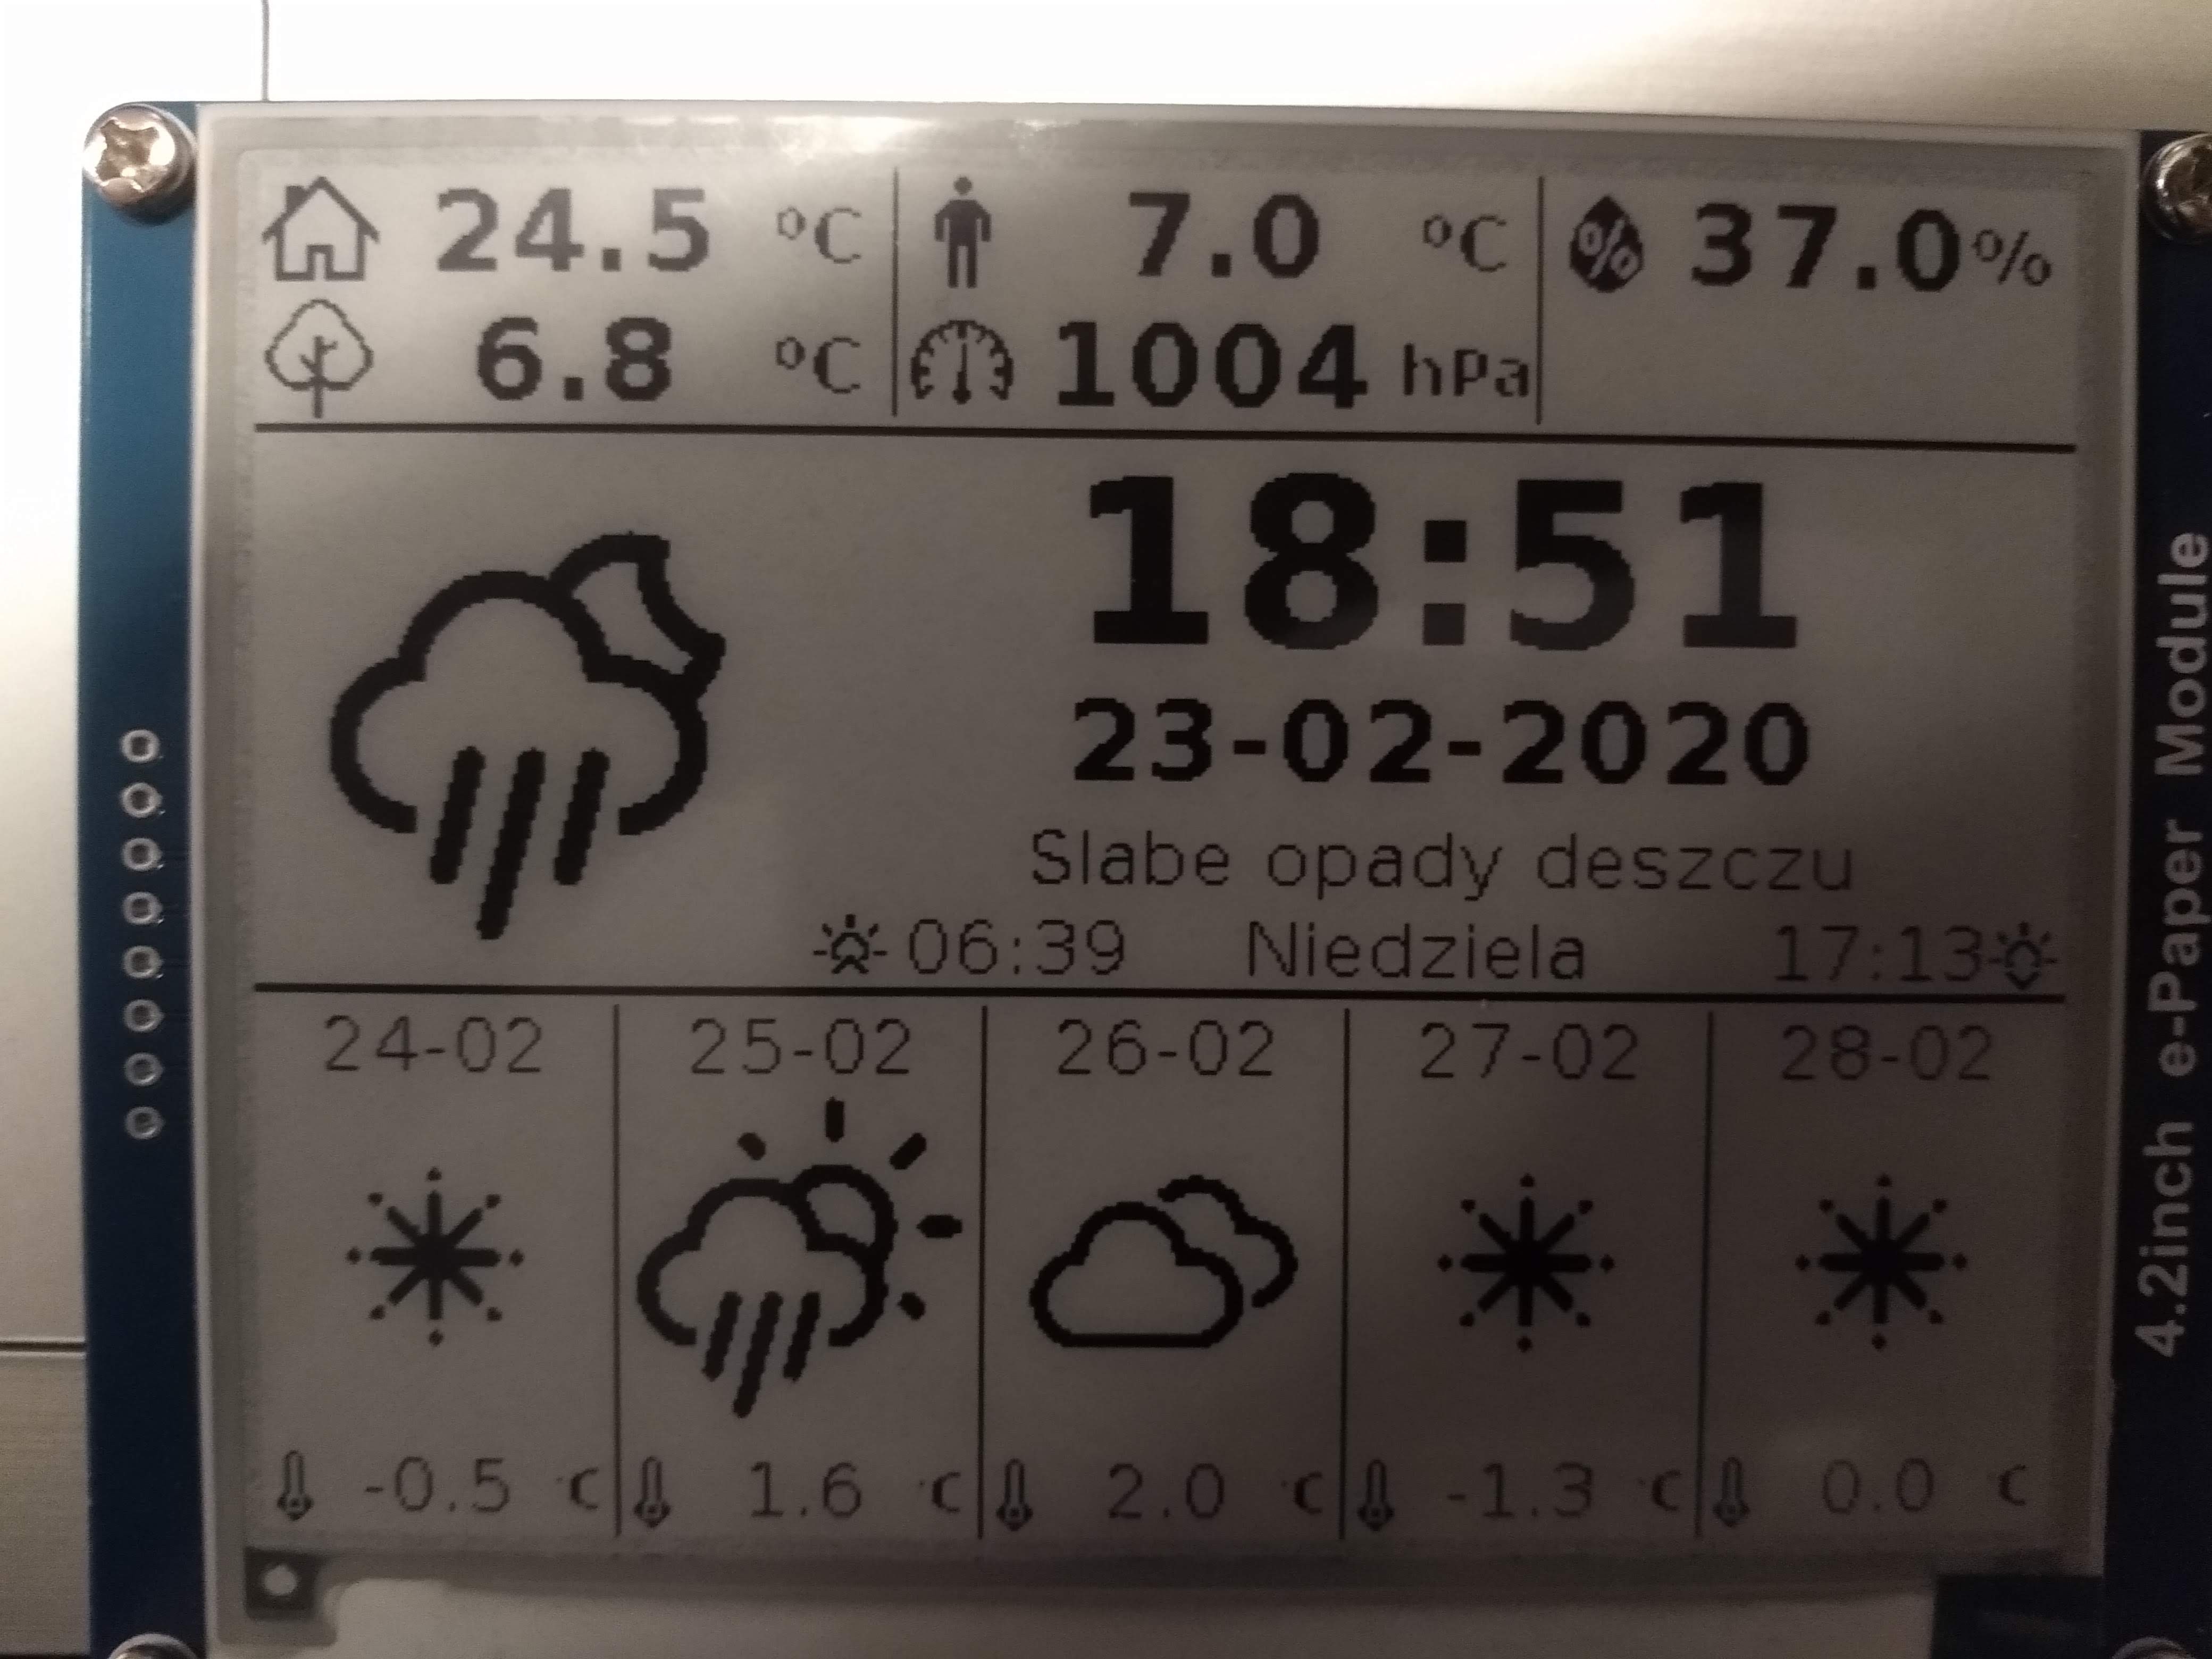 24.5 °C 7.0 °C 37.0%
6.8 °C 1004 hPa
18:51
23-02-2020
Slabe opady deszczu
06:39 Niedziela 17:13
24-02 25-02 26-02 27-02 28-02
-0.5 °C 1.6 °C 2.0 °C -1.3 °C 0.0 °C
4.2inch e-Paper Module